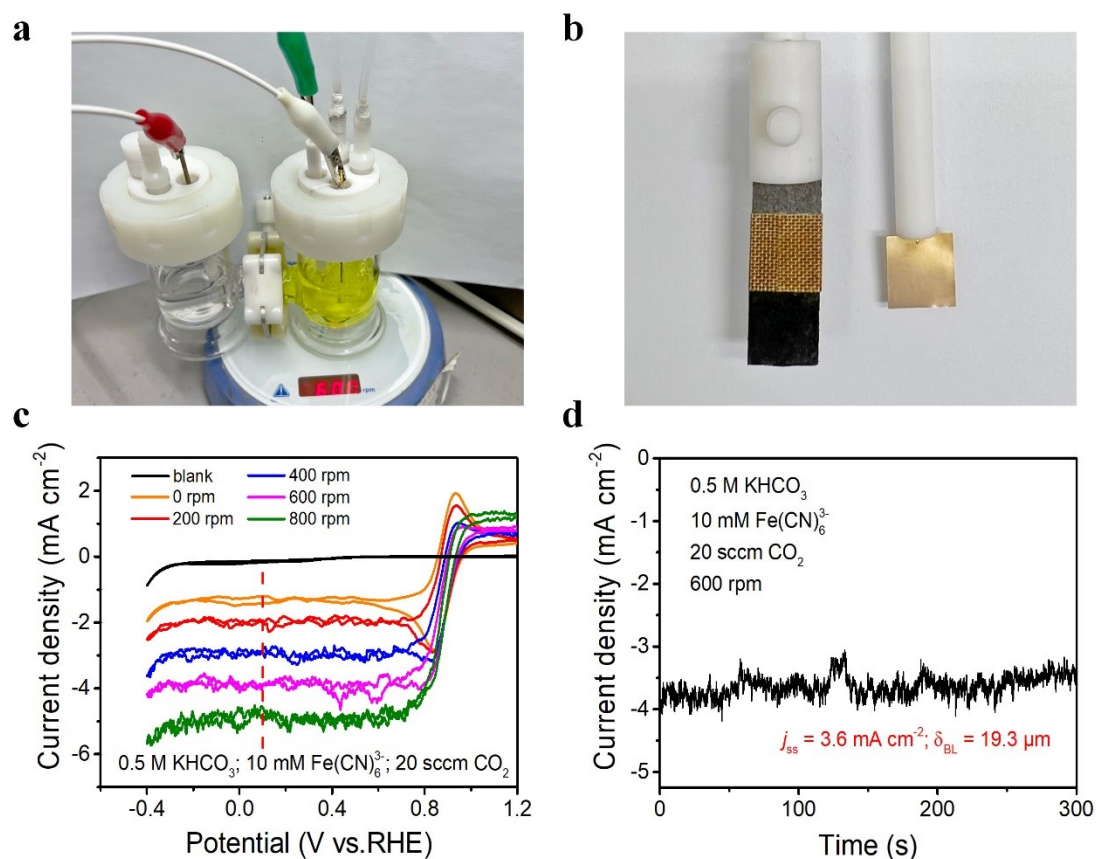 a
b
600
rpm
c
Current density (mA cm⁻²)
2
0
-2
-4
-6
blank
0 rpm
200 rpm
400 rpm
600 rpm
800 rpm
0.5 M KHCO₃; 10 mM Fe(CN)₆³⁻; 20 sccm CO₂
-0.4
0.0
0.4
0.8
1.2
Potential (V vs.RHE)
d
Current density (mA cm⁻²)
0
-1
-2
-3
-4
-5
0.5 M KHCO₃
10 mM Fe(CN)₆³⁻
20 sccm CO₂
600 rpm
jss = 3.6 mA cm⁻²; δBL = 19.3 μm
0
100
200
300
Time (s)